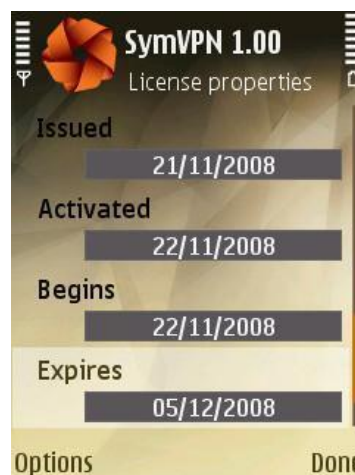 SymVPN 1.00
License properties
Issued
21/11/2008
Activated
22/11/2008
Begins
22/11/2008
Expires
05/12/2008
Options Done